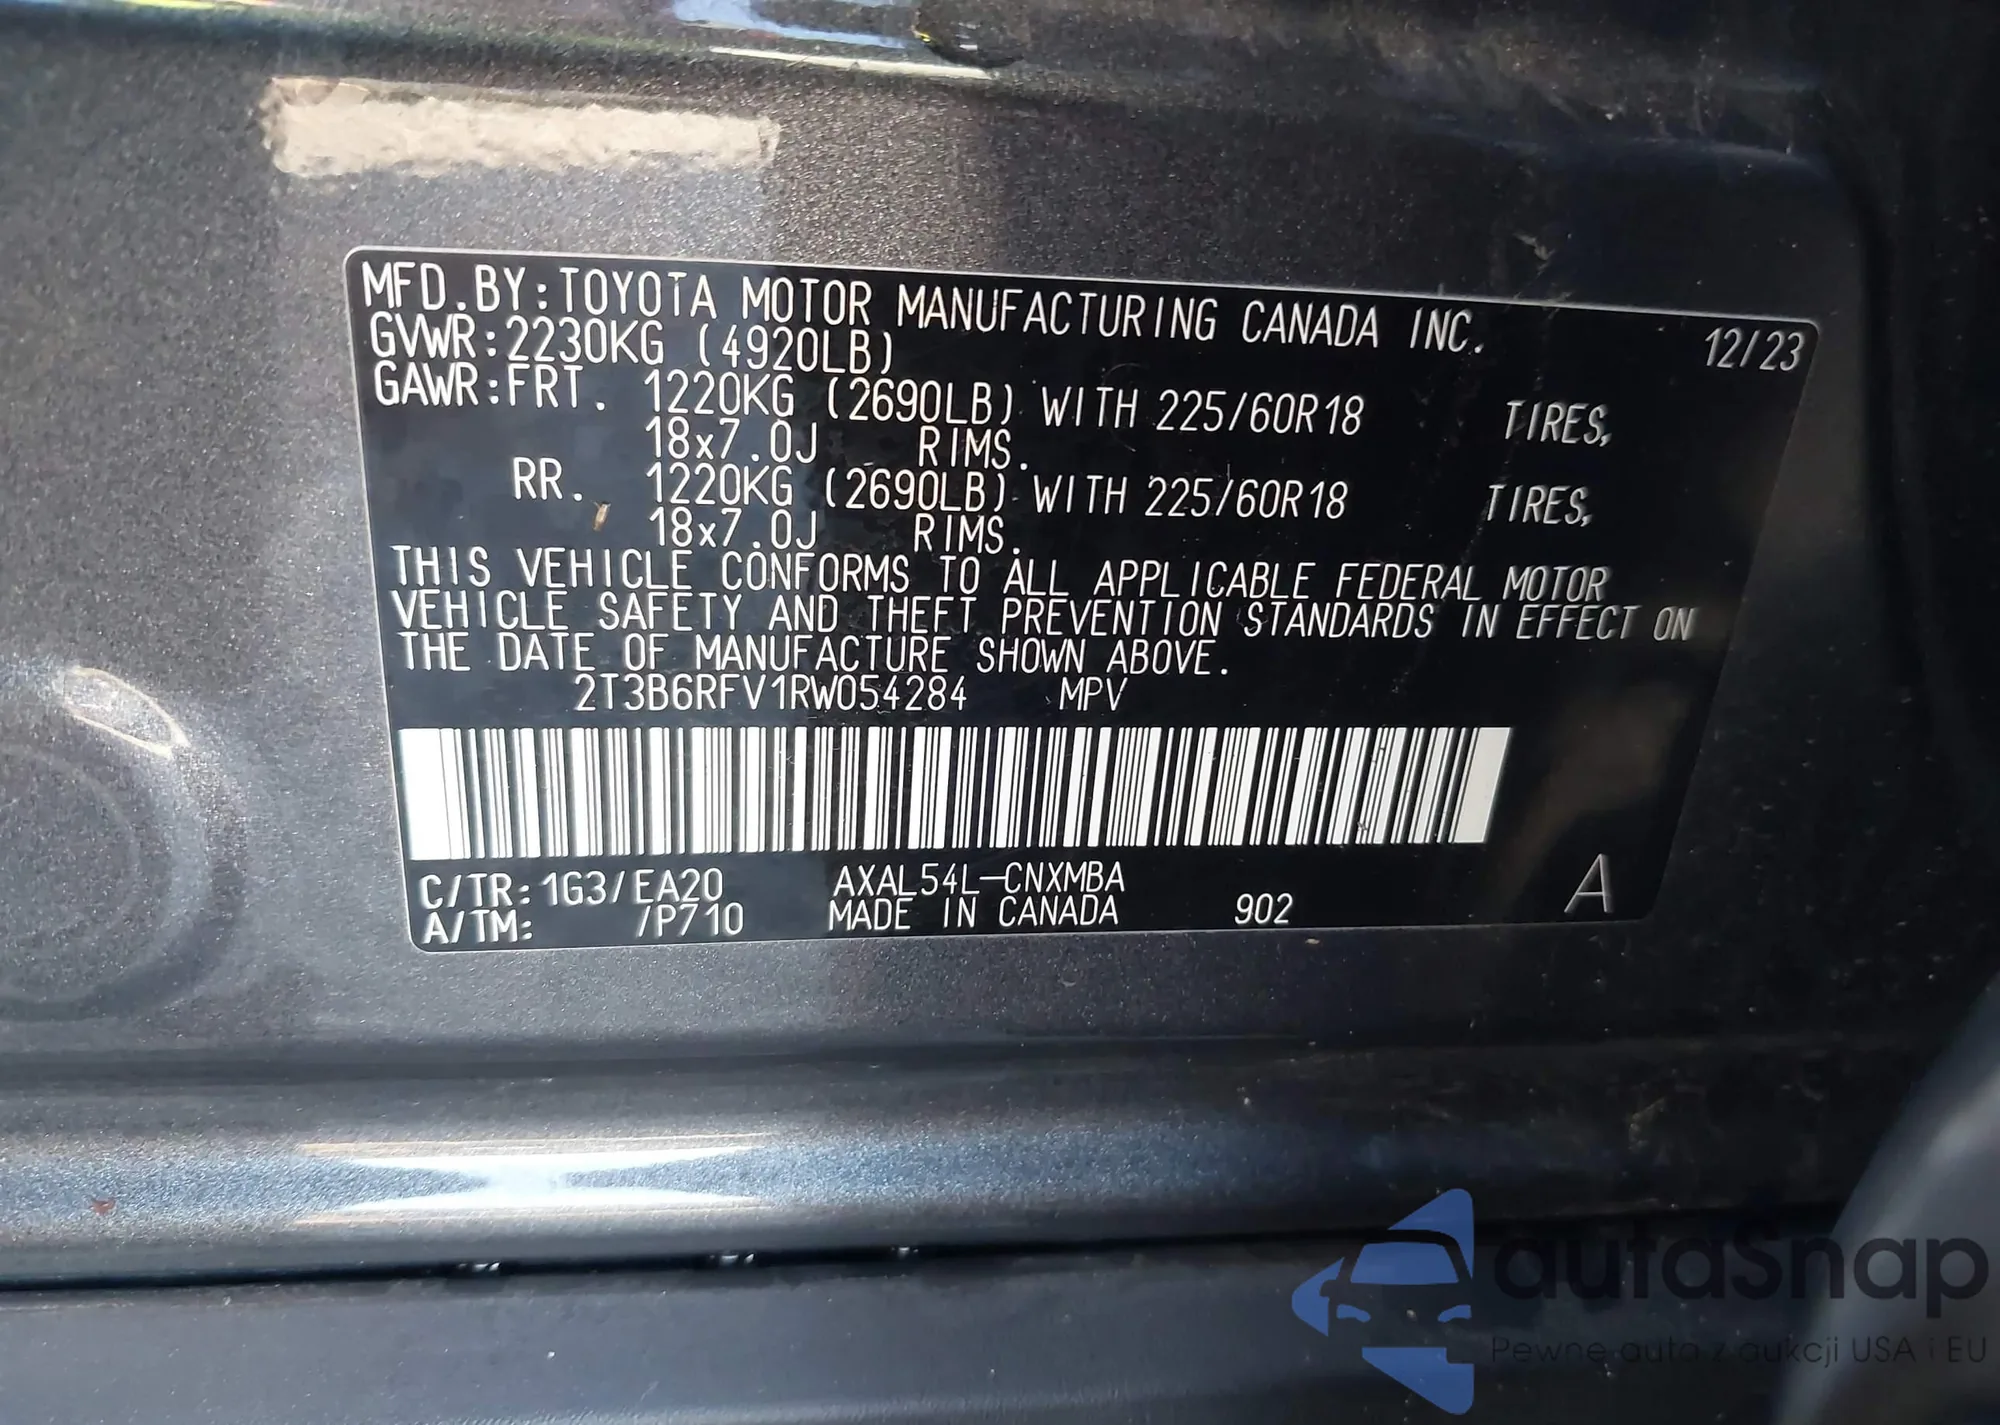 MFD.BY:TOYOTA MOTOR MANUFACTURING CANADA INC. 12/23
GVWR:2230KG (4920LB)
GAWR:FRT. 1220KG (2690LB) WITH 225/60R18 TIRES,
18x7.0J RIMS.
RR. 1220KG (2690LB) WITH 225/60R18 TIRES,
18x7.0J RIMS.
THIS VEHICLE CONFORMS TO ALL APPLICABLE FEDERAL MOTOR
VEHICLE SAFETY AND THEFT PREVENTION STANDARDS IN EFFECT ON
THE DATE OF MANUFACTURE SHOWN ABOVE.
2T3B6RFV1RW054284 MPV
C/TR:1G3/EA20 AXAL54L-CNXMBA
A/TM: /P710 MADE IN CANADA 902 A
autaSnap
Pewne auta z aukcji USA i EU